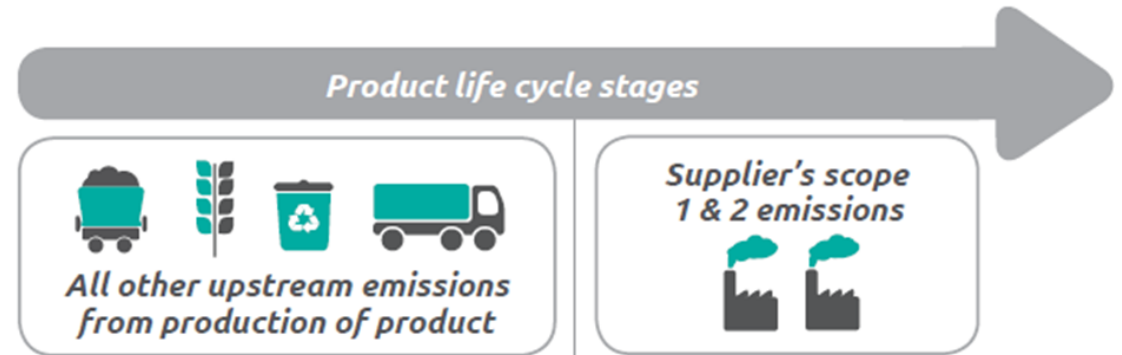 Product life cycle stages
All other upstream emissions
from production of product
Supplier's scope
1 & 2 emissions